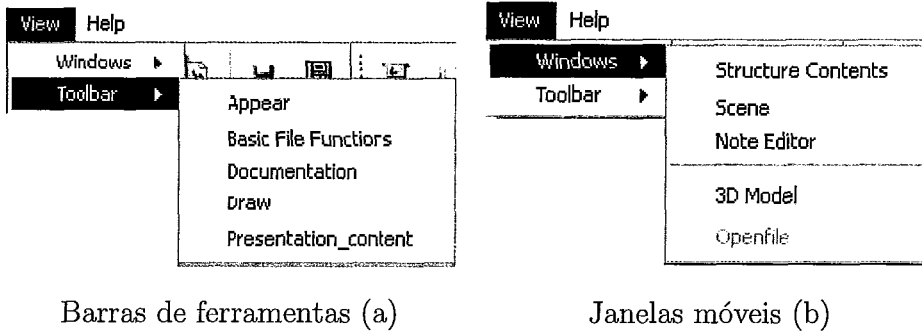 View Help
Windows
Toolbar
Appear
Basic File Functiors
Documentation
Draw
Presentation_content
Barras de ferramentas (a)
View Help
Windows
Toolbar
Structure Contents
Scene
Note Editor
3D Model
Openfile
Janelas móveis (b)